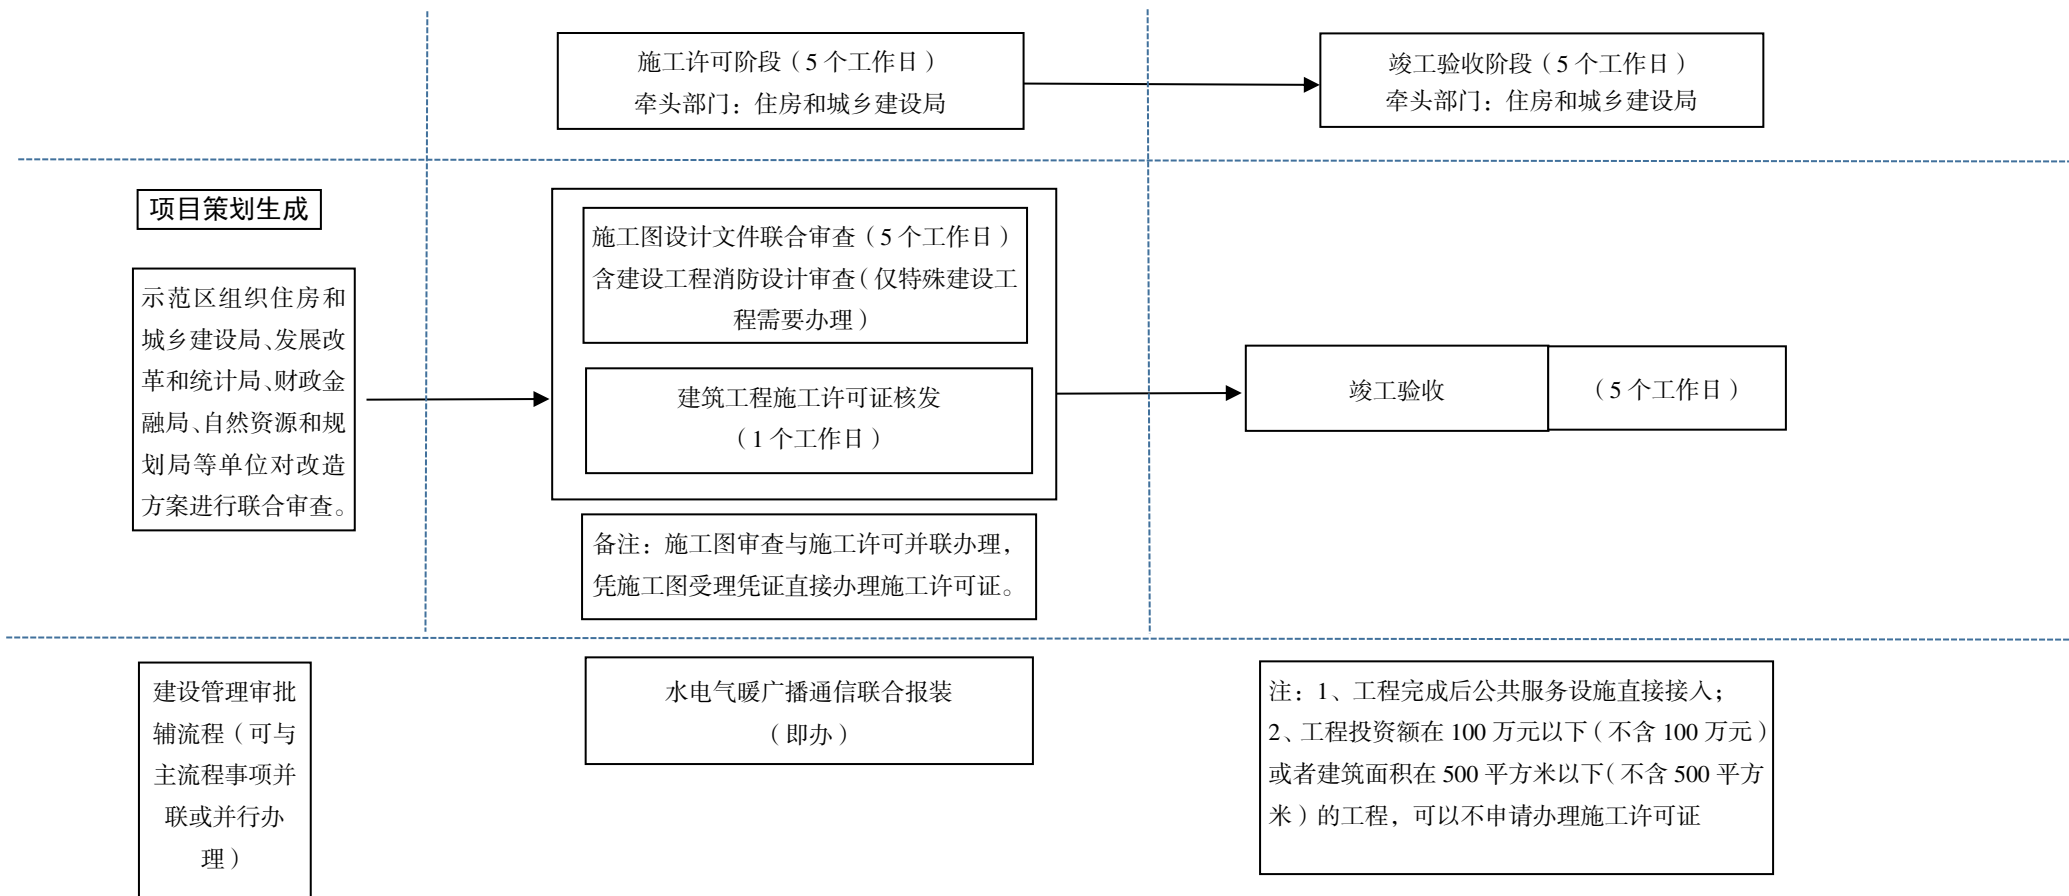 施工许可阶段（5 个工作日）
牵头部门：住房和城乡建设局
竣工验收阶段（5 个工作日）
牵头部门：住房和城乡建设局
项目策划生成
示范区组织住房和
城乡建设局、发展改
革和统计局、财政金
融局、自然资源和规
划局等单位对改造
方案进行联合审查。
施工图设计文件联合审查（5 个工作日）
含建设工程消防设计审查（仅特殊建设工
程需要办理）
建筑工程施工许可证核发
（1 个工作日）
备注：施工图审查与施工许可并联办理，
凭施工图受理凭证直接办理施工许可证。
竣工验收
（5 个工作日）
建设管理审批
辅流程（可与
主流程事项并
联或并行办
理）
水电气暖广播通信联合报装
（即办）
注：1、工程完成后公共服务设施直接接入；
2、工程投资额在 100 万元以下（不含 100 万元）
或者建筑面积在 500 平方米以下（不含 500 平方
米）的工程，可以不申请办理施工许可证